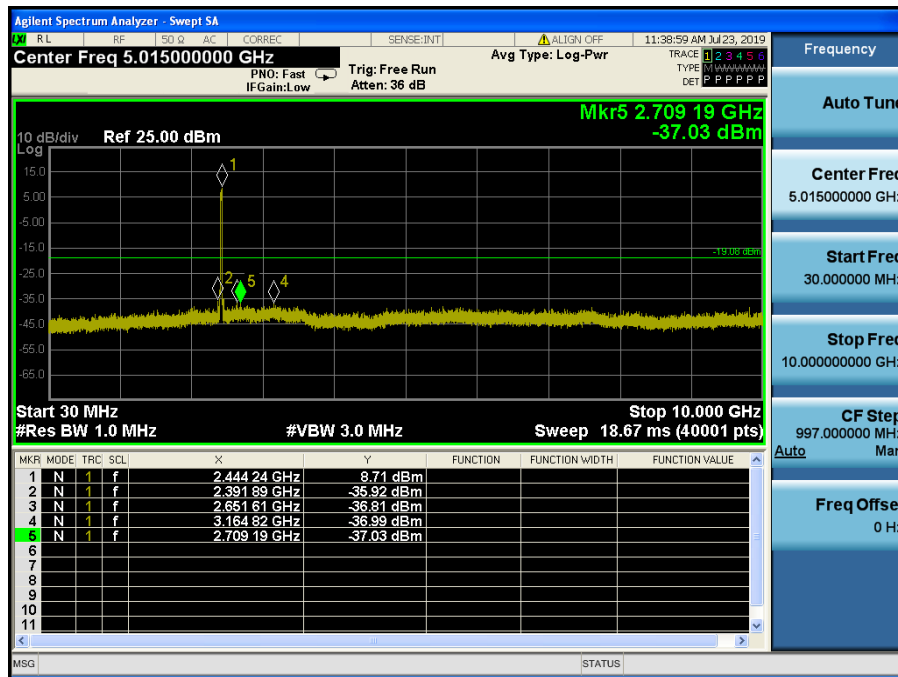 Agilent Spectrum Analyzer - Swept SA
LXI RL RF 50 Ω AC CORREC SENSE:INT ALIGN OFF 11:38:59 AM Jul 23, 2019
Center Freq 5.015000000 GHz
PNO: Fast
IFGain:Low
Trig: Free Run
Atten: 36 dB
Avg Type: Log-Pwr
TRACE 1 2 3 4 5 6
TYPE M W W W W W
DET P P P P P P
Frequency
Auto Tune
Mkr5 2.709 19 GHz
-37.03 dBm
10 dB/div
Log
Ref 25.00 dBm
15.0
5.00
-5.00
-15.0
-25.0
-35.0
-45.0
-55.0
-65.0
1
2
5
4
-19.08 dBm
Center Freq
5.015000000 GHz
Start Freq
30.000000 MHz
Stop Freq
10.000000000 GHz
CF Step
997.000000 MHz
Auto Man
Freq Offset
0 Hz
Start 30 MHz Stop 10.000 GHz
#Res BW 1.0 MHz #VBW 3.0 MHz Sweep 18.67 ms (40001 pts)
MKR MODE TRC SCL X Y FUNCTION FUNCTION WIDTH FUNCTION VALUE
1 N 1 f 2.444 24 GHz 8.71 dBm
2 N 1 f 2.391 89 GHz -35.92 dBm
3 N 1 f 2.651 61 GHz -36.81 dBm
4 N 1 f 3.164 82 GHz -36.99 dBm
5 N 1 f 2.709 19 GHz -37.03 dBm
6
7
8
9
10
11
MSG STATUS